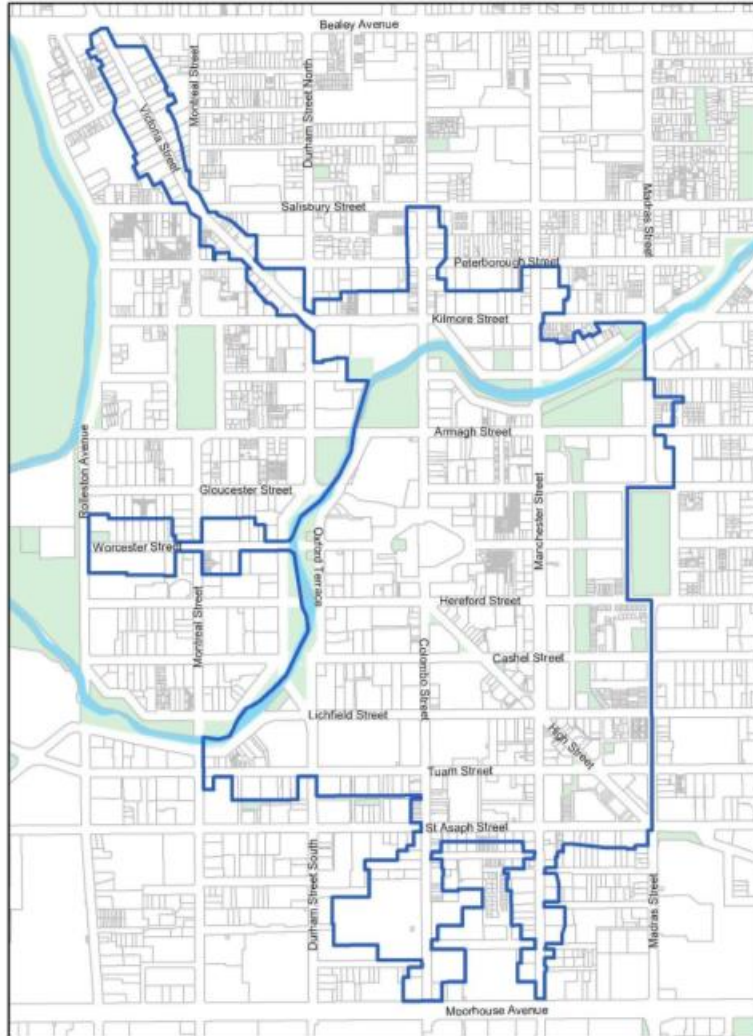 Bealey Avenue
Montreal Street
Durham Street North
Victoria Street
Salisbury Street
Madras Street
Peterborough Street
Kilmore Street
Armagh Street
Rolleston Avenue
Gloucester Street
Manchester Street
Worcester Street
Oxford Terrace
Hereford Street
Montreal Street
Colombo Street
Cashel Street
Lichfield Street
High Street
Tuam Street
St Asaph Street
Durham Street South
Madras Street
Moorhouse Avenue